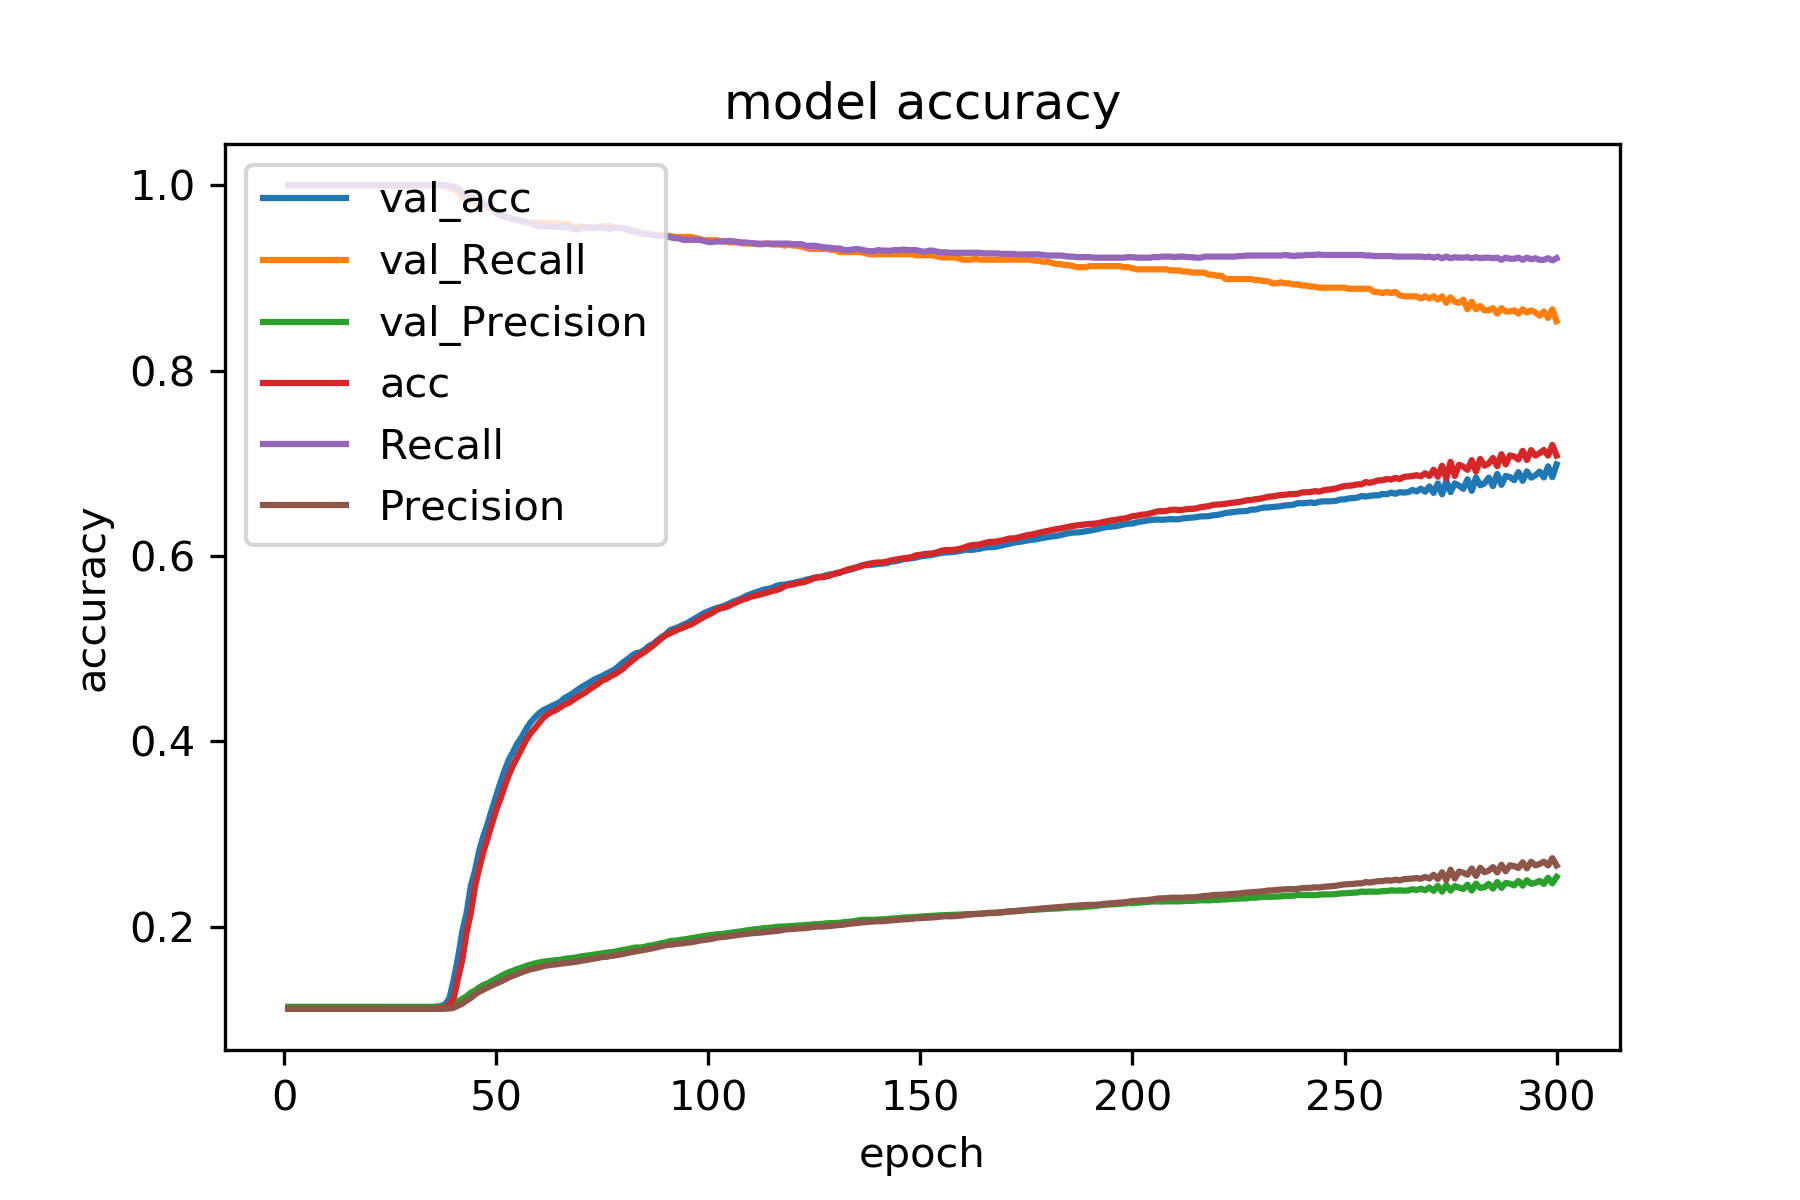 model accuracy
accuracy
1.0
0.8
0.6
0.4
0.2
val_acc
val_Recall
val_Precision
acc
Recall
Precision
0 50 100 150 200 250 300
epoch